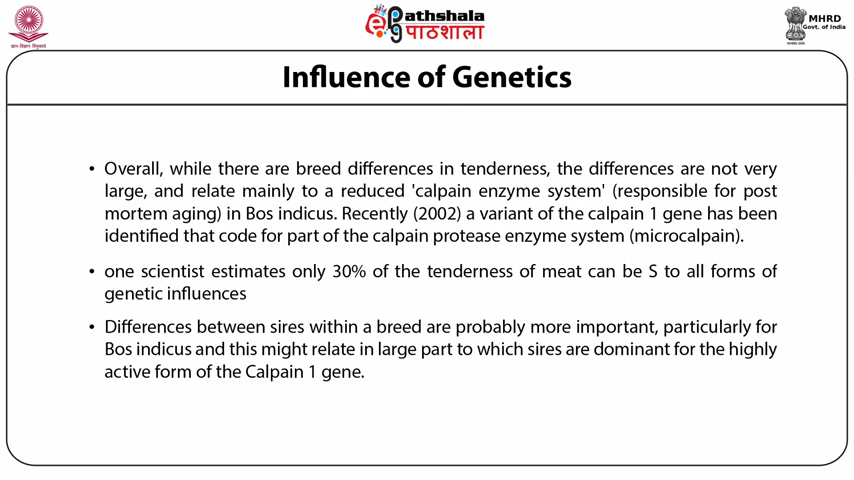 ePathshala
पाठशाला
MHRD
Govt. of India
Influence of Genetics
• Overall, while there are breed differences in tenderness, the differences are not very
large, and relate mainly to a reduced 'calpain enzyme system' (responsible for post
mortem aging) in Bos indicus. Recently (2002) a variant of the calpain 1 gene has been
identified that code for part of the calpain protease enzyme system (microcalpain).
• one scientist estimates only 30% of the tenderness of meat can be S to all forms of
genetic influences
• Differences between sires within a breed are probably more important, particularly for
Bos indicus and this might relate in large part to which sires are dominant for the highly
active form of the Calpain 1 gene.